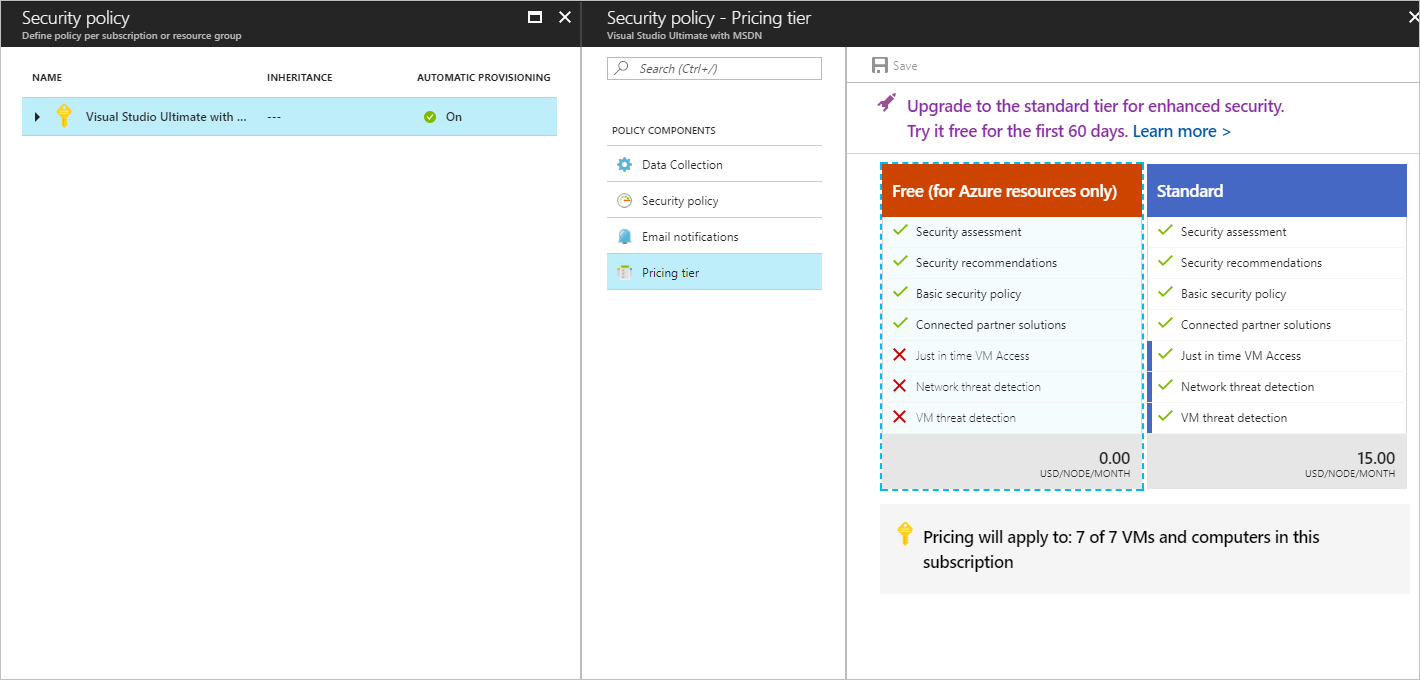 Security policy
Define policy per subscription or resource group
NAME INHERITANCE AUTOMATIC PROVISIONING
Visual Studio Ultimate with ... --- On
Security policy - Pricing tier
Visual Studio Ultimate with MSDN
Search (Ctrl+/)
POLICY COMPONENTS
Data Collection
Security policy
Email notifications
Pricing tier
Save
Upgrade to the standard tier for enhanced security.
Try it free for the first 60 days. Learn more >
Free (for Azure resources only)
Security assessment
Security recommendations
Basic security policy
Connected partner solutions
Just in time VM Access
Network threat detection
VM threat detection
0.00
USD/NODE/MONTH
Standard
Security assessment
Security recommendations
Basic security policy
Connected partner solutions
Just in time VM Access
Network threat detection
VM threat detection
15.00
USD/NODE/MONTH
Pricing will apply to: 7 of 7 VMs and computers in this
subscription